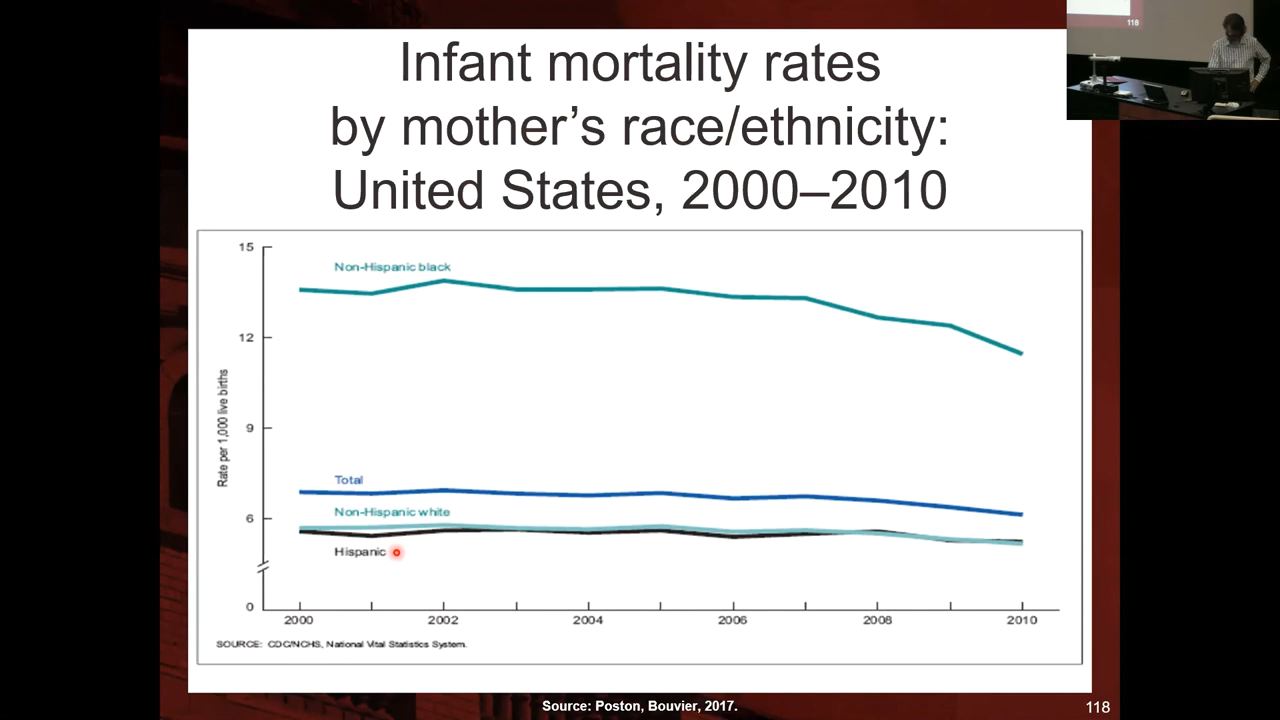 118
Infant mortality rates
by mother’s race/ethnicity:
United States, 2000–2010
15
Non-Hispanic black
12
Rate per 1,000 live births
9
Total
Non-Hispanic white
6
Hispanic
0
2000 2002 2004 2006 2008 2010
SOURCE: CDC/NCHS, National Vital Statistics System.
Source: Poston, Bouvier, 2017.
118